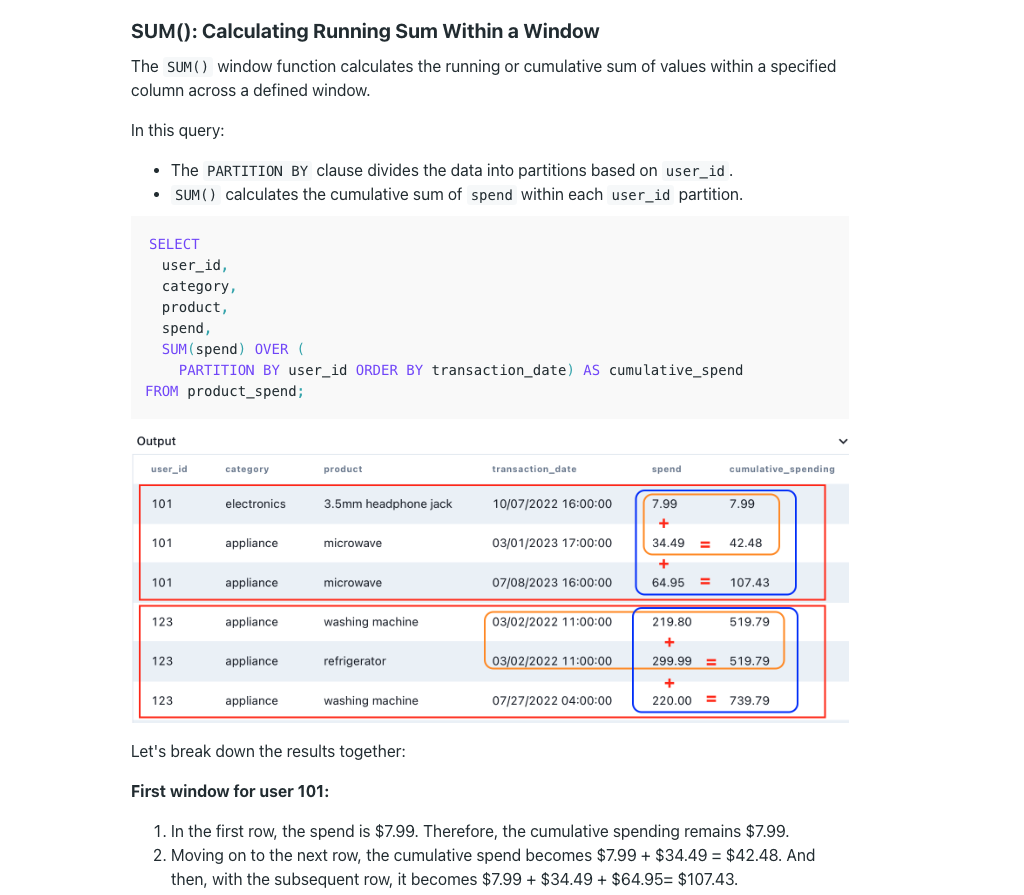 SUM(): Calculating Running Sum Within a Window
The SUM() window function calculates the running or cumulative sum of values within a specified
column across a defined window.
In this query:
• The PARTITION BY clause divides the data into partitions based on user_id.
• SUM() calculates the cumulative sum of spend within each user_id partition.
SELECT
user_id,
category,
product,
spend,
SUM(spend) OVER (
PARTITION BY user_id ORDER BY transaction_date) AS cumulative_spend
FROM product_spend;
Output
user_id category product transaction_date spend cumulative_spending
101 electronics 3.5mm headphone jack 10/07/2022 16:00:00 7.99 7.99
+
101 appliance microwave 03/01/2023 17:00:00 34.49 = 42.48
+
101 appliance microwave 07/08/2023 16:00:00 64.95 = 107.43
123 appliance washing machine 03/02/2022 11:00:00 219.80 519.79
+
123 appliance refrigerator 03/02/2022 11:00:00 299.99 = 519.79
+
123 appliance washing machine 07/27/2022 04:00:00 220.00 = 739.79
Let's break down the results together:
First window for user 101:
1. In the first row, the spend is $7.99. Therefore, the cumulative spending remains $7.99.
2. Moving on to the next row, the cumulative spend becomes $7.99 + $34.49 = $42.48. And
then, with the subsequent row, it becomes $7.99 + $34.49 + $64.95= $107.43.